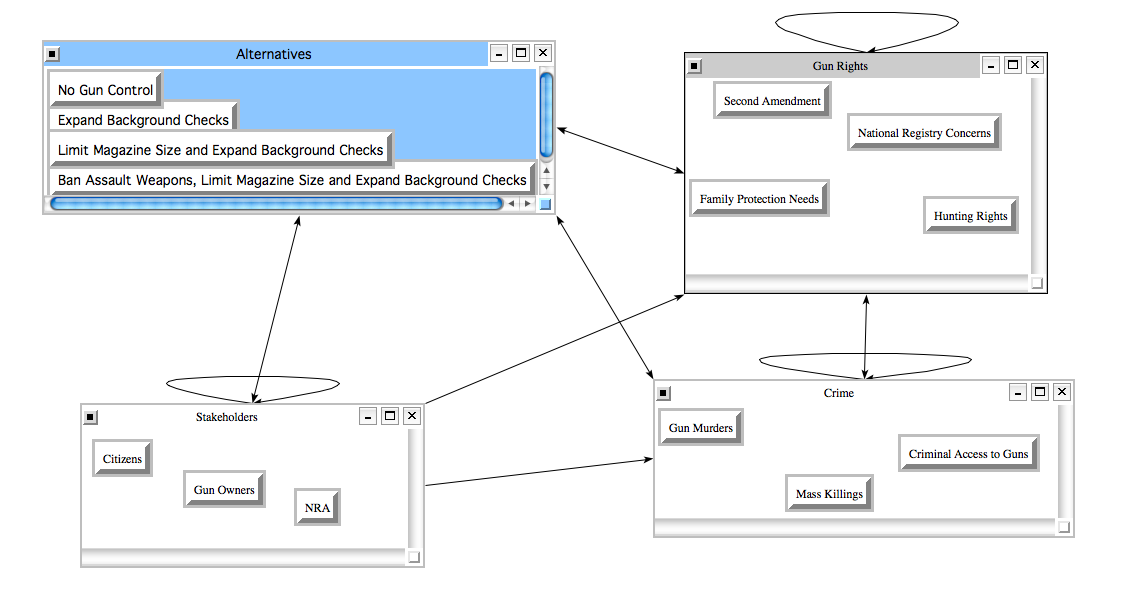 Alternatives
No Gun Control
Expand Background Checks
Limit Magazine Size and Expand Background Checks
Ban Assault Weapons, Limit Magazine Size and Expand Background Checks
Gun Rights
Second Amendment
National Registry Concerns
Family Protection Needs
Hunting Rights
Stakeholders
Citizens
Gun Owners
NRA
Crime
Gun Murders
Criminal Access to Guns
Mass Killings